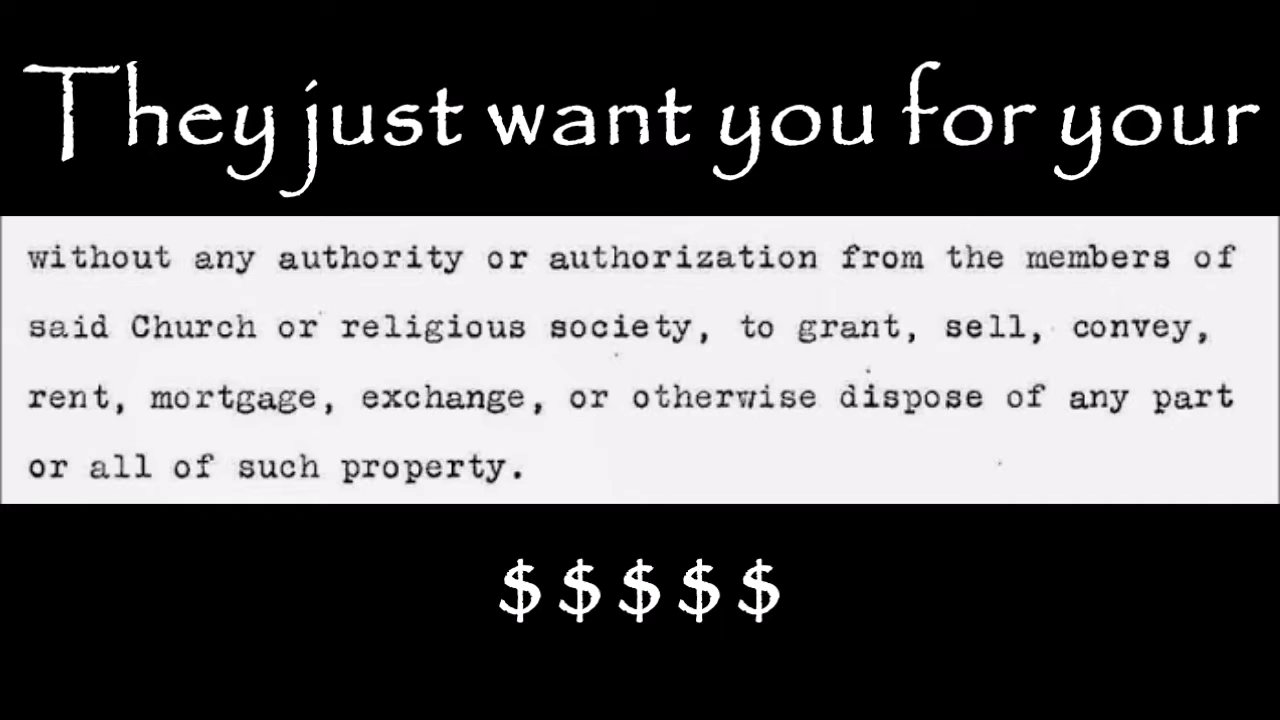 They just want you for your
without any authority or authorization from the members of
said Church or religious society, to grant, sell, convey,
rent, mortgage, exchange, or otherwise dispose of any part
or all of such property.
$$$$$